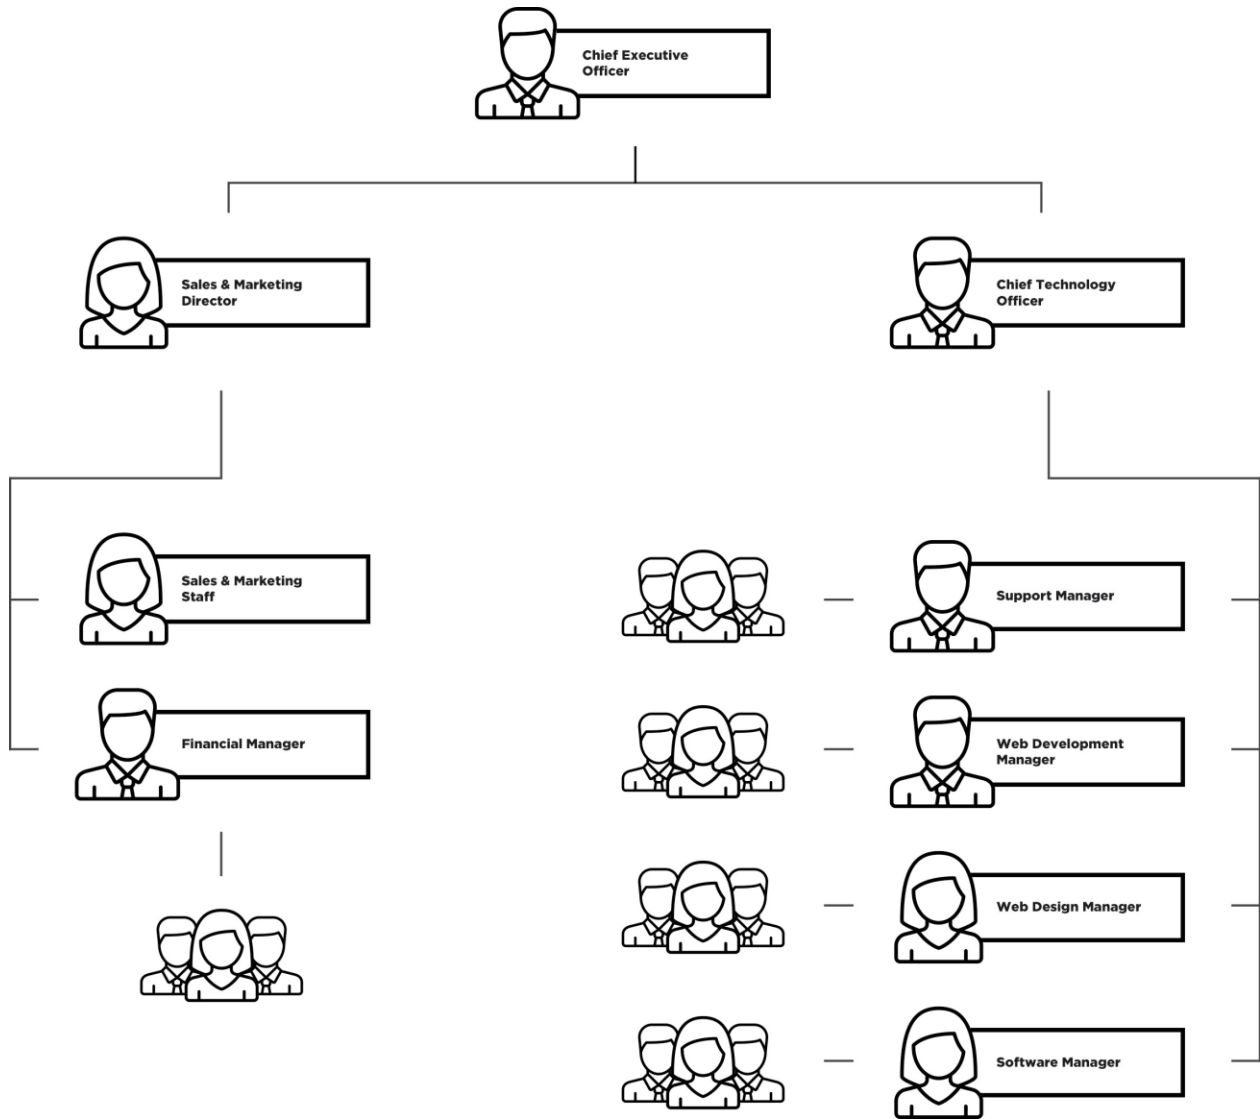 Chief Executive
Officer
Sales & Marketing
Director
Chief Technology
Officer
Sales & Marketing
Staff
Financial Manager
Support Manager
Web Development
Manager
Web Design Manager
Software Manager